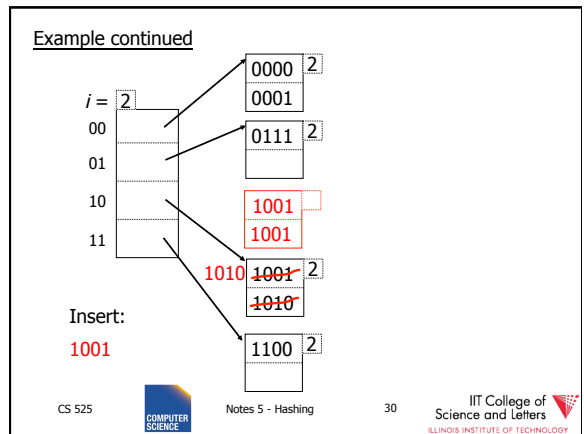 Example continued
i = 2
00
01
10
11
0000 2
0001
0111 2
1001
1001
1010 1001 2
1010
1100 2
Insert:
1001
CS 525
COMPUTER
SCIENCE
Notes 5 - Hashing
30
IIT College of
Science and Letters
ILLINOIS INSTITUTE OF TECHNOLOGY